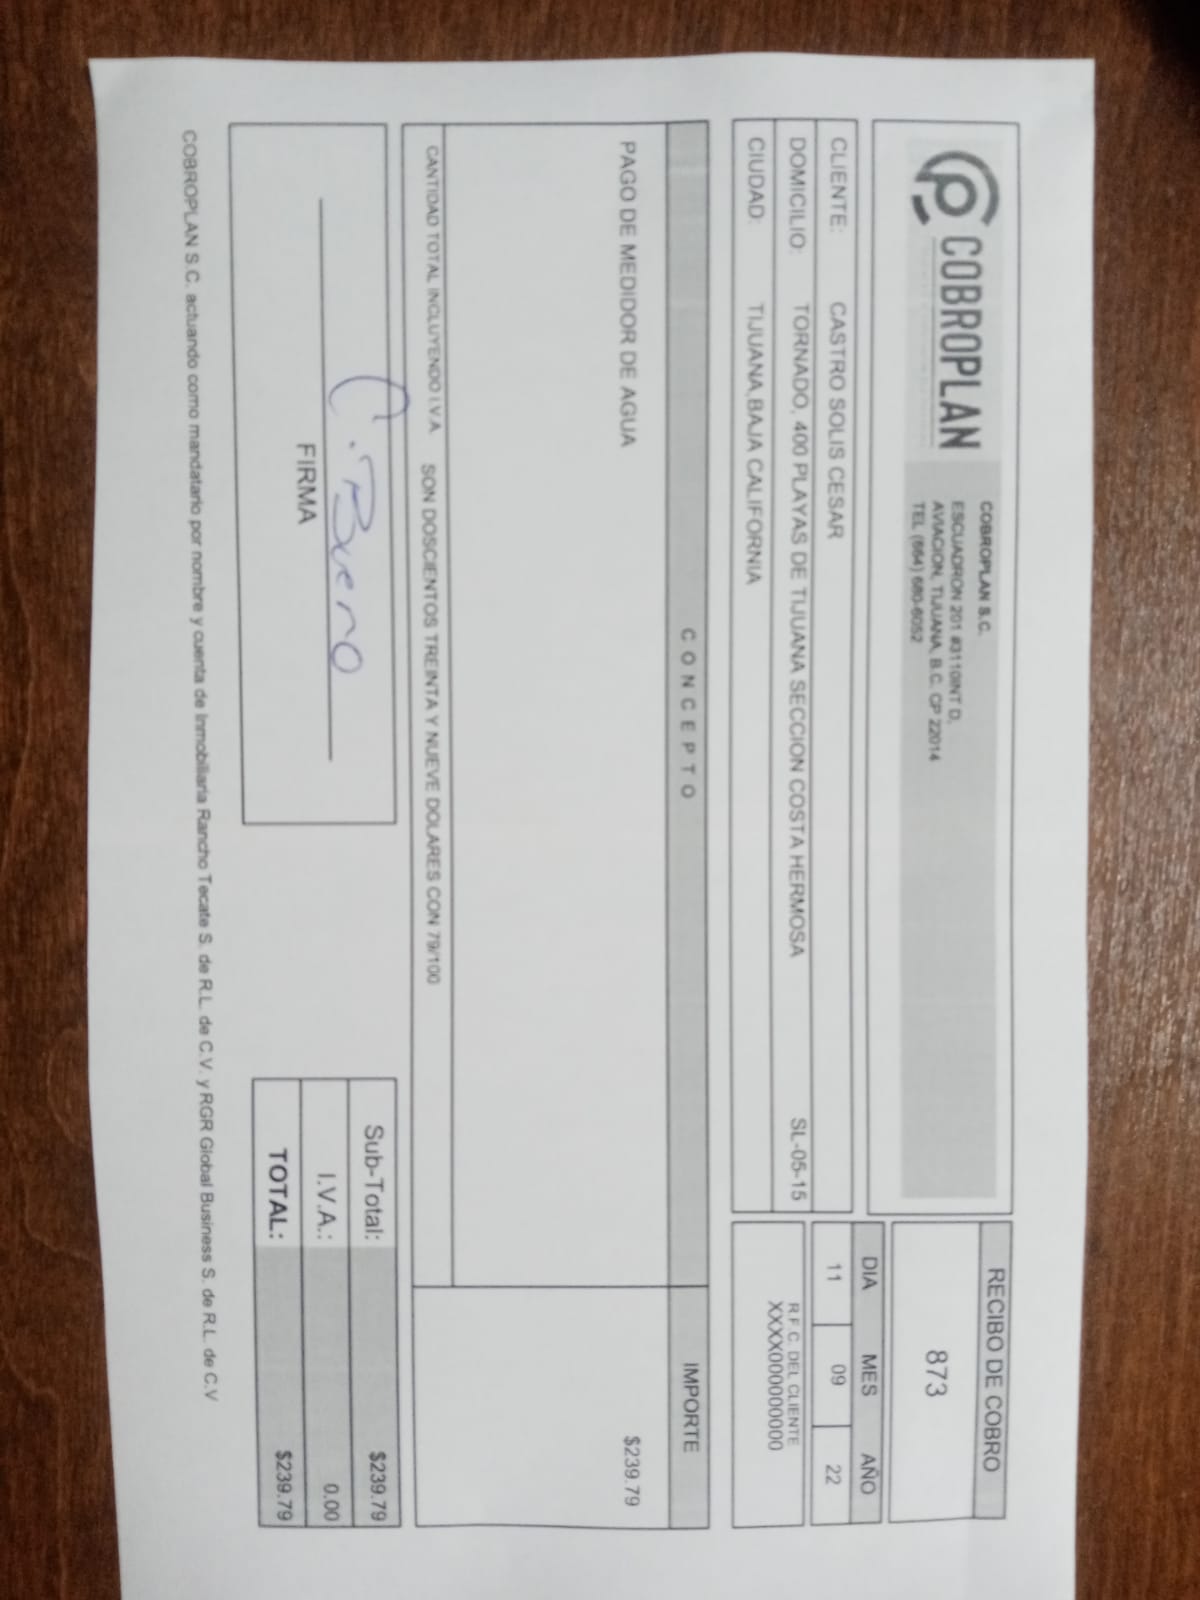 COBROPLAN
COBROPLAN S.C.
ESCUADRON 201 #3110INT D,
AVIACION, TIJUANA, B.C. CP 22014
TEL (664) 680-6052
RECIBO DE COBRO
873
CLIENTE: CASTRO SOLIS CESAR
DOMICILIO: TORNADO, 400 PLAYAS DE TIJUANA SECCION COSTA HERMOSA SL-05-15
CIUDAD: TIJUANA,BAJA CALIFORNIA
DIA MES AÑO
11 09 22
R.F.C. DEL CLIENTE
XXXX000000000
CONCEPTO IMPORTE
PAGO DE MEDIDOR DE AGUA $239.79
CANTIDAD TOTAL INCLUYENDO I.V.A. SON DOSCIENTOS TREINTA Y NUEVE DOLARES CON 79/100
C. Buero
FIRMA
Sub-Total: $239.79
I.V.A.: 0.00
TOTAL: $239.79
COBROPLAN S.C. actuando como mandatario por nombre y cuenta de Inmobiliaria Rancho Tecate S. de R.L. de C.V. y RGR Global Business S. de R.L. de C.V